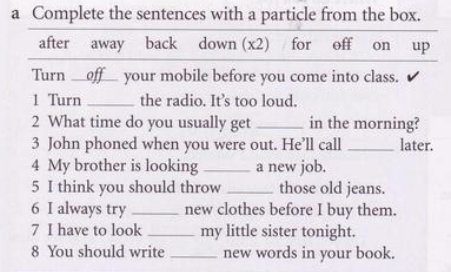 a Complete the sentences with a particle from the box.
after away back down (x2) for off on up
Turn off your mobile before you come into class. ✔
1 Turn ______ the radio. It's too loud.
2 What time do you usually get ______ in the morning?
3 John phoned when you were out. He'll call ______ later.
4 My brother is looking ______ a new job.
5 I think you should throw ______ those old jeans.
6 I always try ______ new clothes before I buy them.
7 I have to look ______ my little sister tonight.
8 You should write ______ new words in your book.